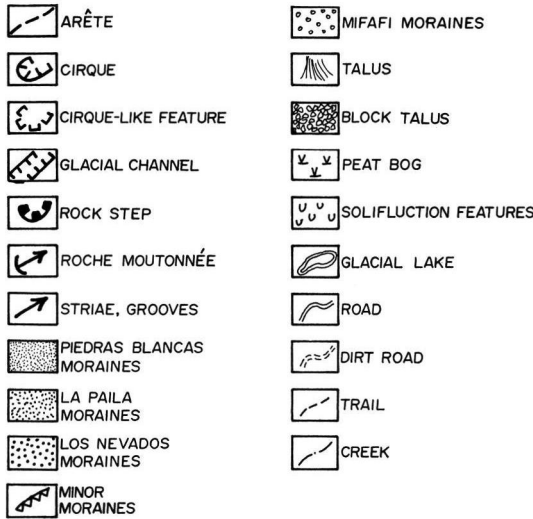 ARÊTE
CIRQUE
CIRQUE-LIKE FEATURE
GLACIAL CHANNEL
ROCK STEP
ROCHE MOUTONNÉE
STRIAE, GROOVES
PIEDRAS BLANCAS
MORAINES
LA PAILA
MORAINES
LOS NEVADOS
MORAINES
MINOR
MORAINES
MIFAFI MORAINES
TALUS
BLOCK TALUS
PEAT BOG
SOLIFLUCTION FEATURES
GLACIAL LAKE
ROAD
DIRT ROAD
TRAIL
CREEK